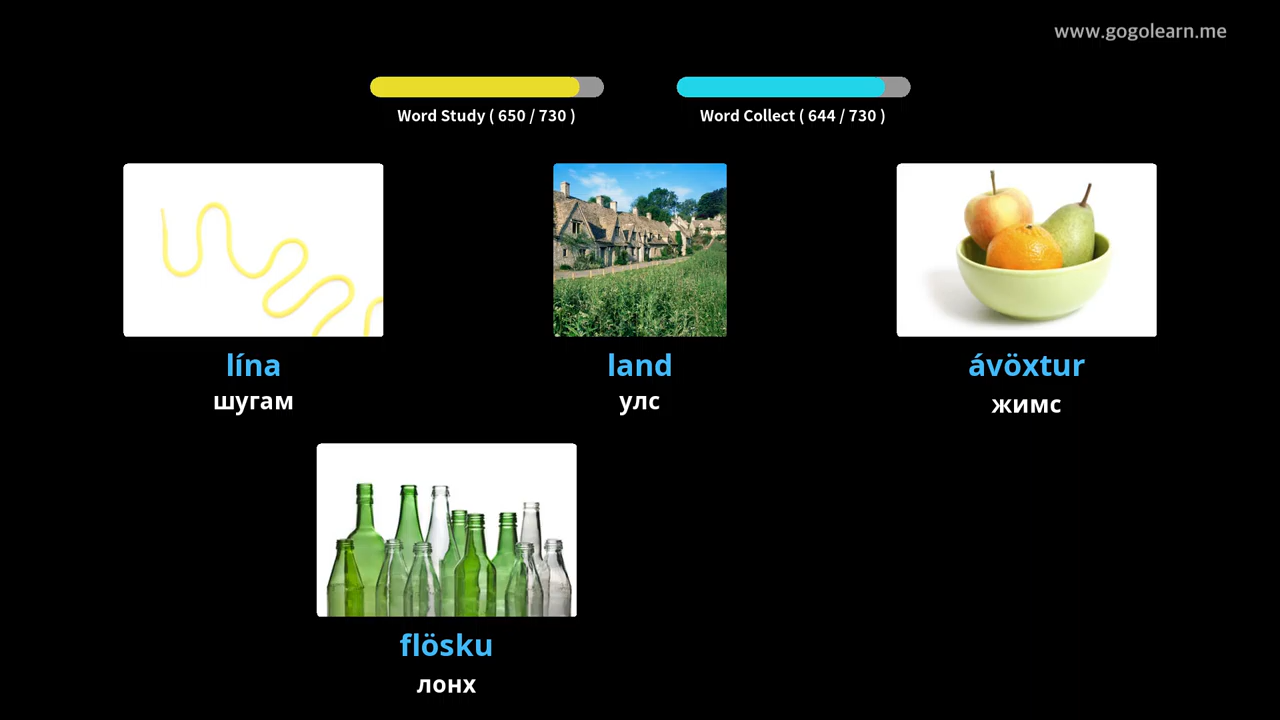 www.gogolearn.me
Word Study ( 650 / 730 )
Word Collect ( 644 / 730 )
lína
шугам
land
улс
ávöxtur
жимс
flösku
лонх